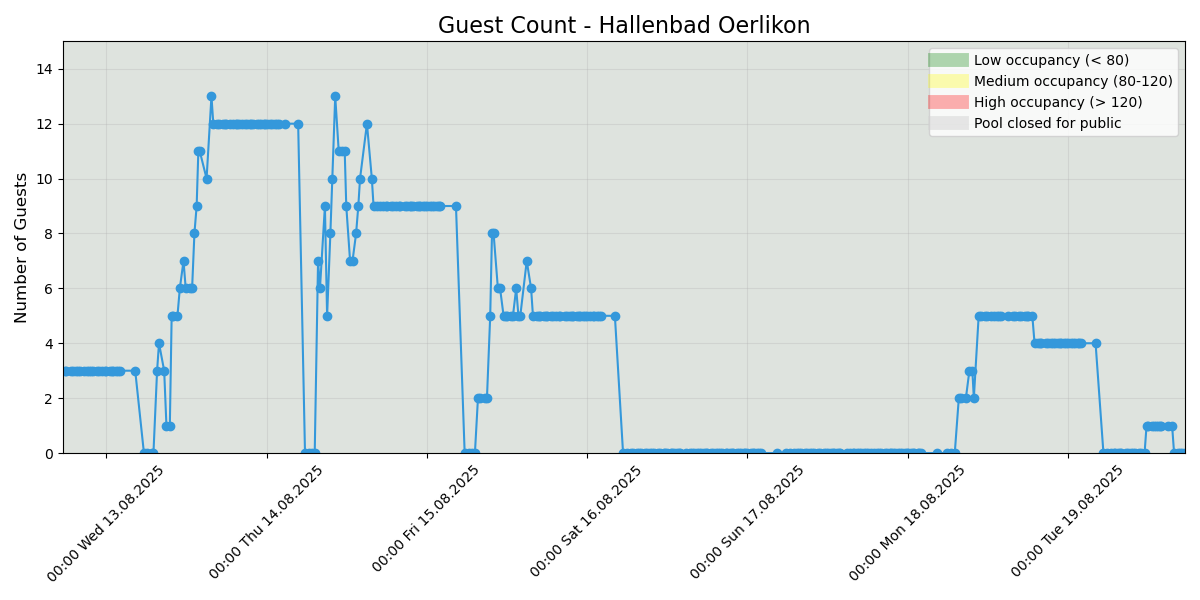 Guest Count - Hallenbad Oerlikon
Number of Guests
14
12
10
8
6
4
2
0
Low occupancy (< 80)
Medium occupancy (80-120)
High occupancy (> 120)
Pool closed for public
00:00 Wed 13.08.2025
00:00 Thu 14.08.2025
00:00 Fri 15.08.2025
00:00 Sat 16.08.2025
00:00 Sun 17.08.2025
00:00 Mon 18.08.2025
00:00 Tue 19.08.2025